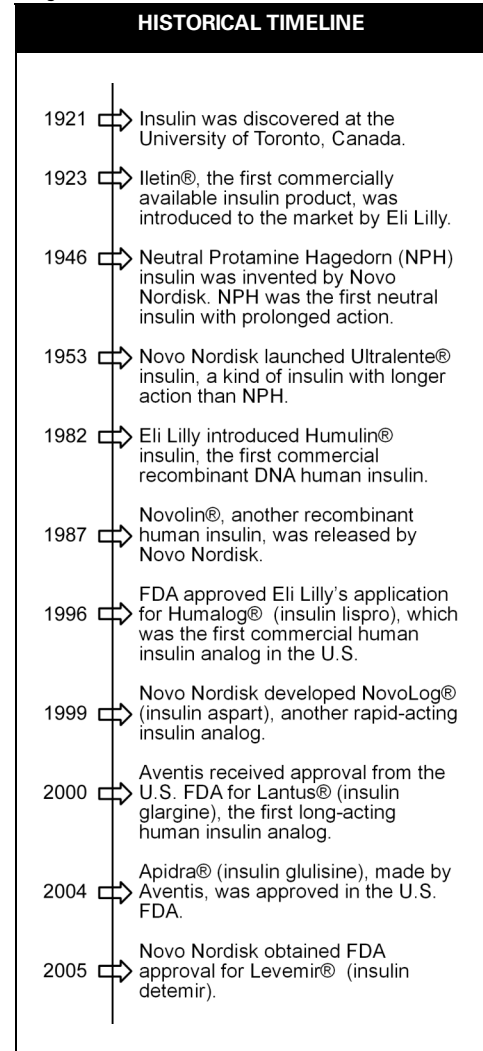 HISTORICAL TIMELINE
1921 Insulin was discovered at the
University of Toronto, Canada.
1923 Iletin®, the first commercially
available insulin product, was
introduced to the market by Eli Lilly.
1946 Neutral Protamine Hagedorn (NPH)
insulin was invented by Novo
Nordisk. NPH was the first neutral
insulin with prolonged action.
1953 Novo Nordisk launched Ultralente®
insulin, a kind of insulin with longer
action than NPH.
1982 Eli Lilly introduced Humulin®
insulin, the first commercial
recombinant DNA human insulin.
Novolin®, another recombinant
1987 human insulin, was released by
Novo Nordisk.
FDA approved Eli Lilly's application
1996 for Humalog® (insulin lispro), which
was the first commercial human
insulin analog in the U.S.
Novo Nordisk developed NovoLog®
1999 (insulin aspart), another rapid-acting
insulin analog.
Aventis received approval from the
2000 U.S. FDA for Lantus® (insulin
glargine), the first long-acting
human insulin analog.
Apidra® (insulin glulisine), made by
2004 Aventis, was approved in the U.S.
FDA.
Novo Nordisk obtained FDA
2005 approval for Levemir® (insulin
detemir).